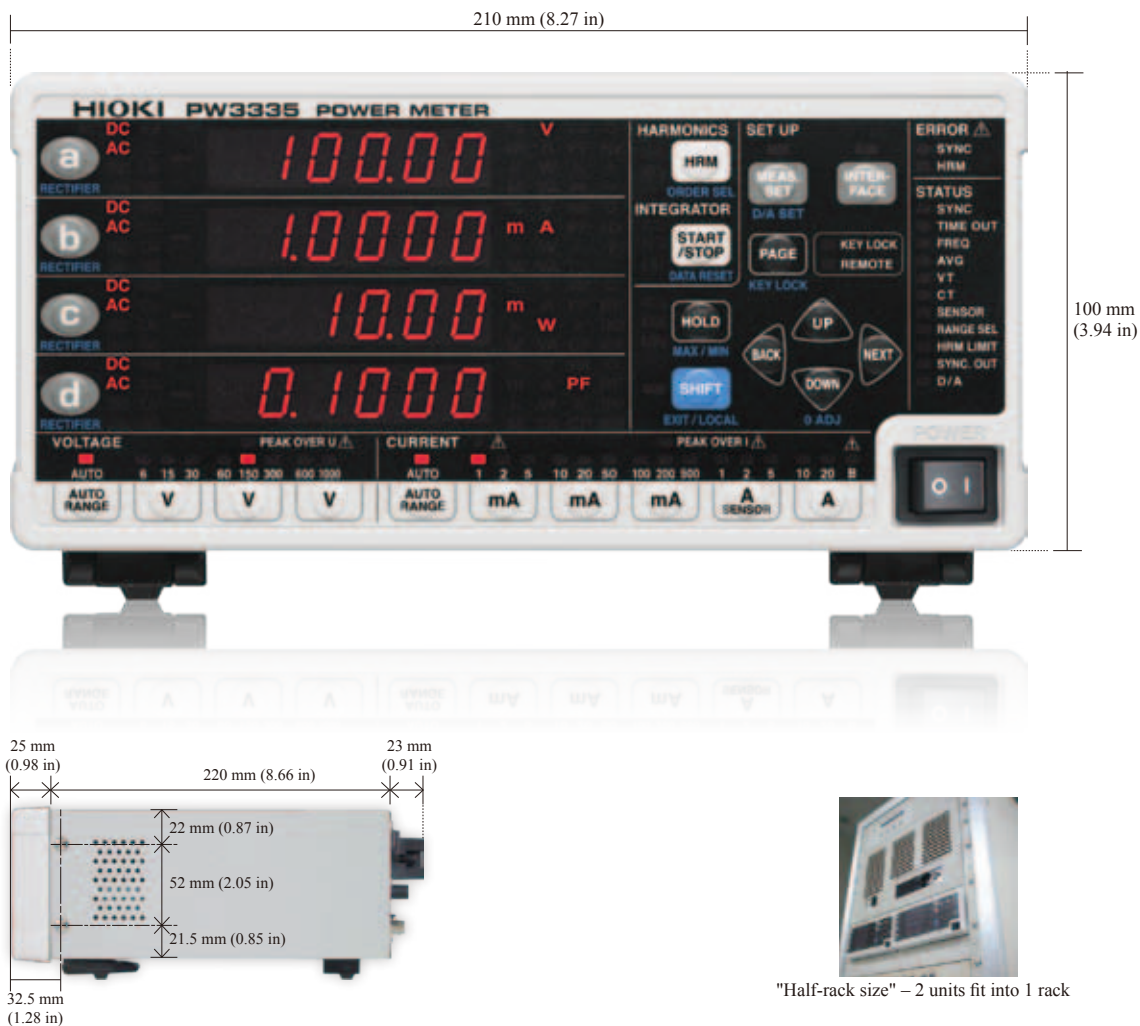 210 mm (8.27 in)
HIOKI PW3335 POWER METER
a DC AC 100.00 V
RECTIFIER
b DC AC 1.0000 m A
RECTIFIER
c DC AC 10.00 m W
RECTIFIER
d DC AC 0.1000 PF
RECTIFIER
HARMONICS
HRM
ORDER SEL
INTEGRATOR
START /STOP
DATA RESET
HOLD
MAX / MIN
SHIFT
EXIT / LOCAL
SET UP
MEAS. SET
INTER-FACE
D/A SET
PAGE
KEY LOCK
REMOTE
KEY LOCK
UP
BACK
NEXT
DOWN
0 ADJ
ERROR
SYNC
HRM
STATUS
SYNC
TIME OUT
FREQ
AVG
VT
CT
SENSOR
RANGE SEL
HRM LIMIT
SYNC. OUT
D/A
POWER
VOLTAGE PEAK OVER U CURRENT PEAK OVER I
AUTO 6 15 30 60 150 300 600 1000 AUTO 1 2 5 10 20 50 100 200 500 1 2 5 10 20 B
AUTO RANGE V V V AUTO RANGE mA mA mA A SENSOR A
O I
100 mm
(3.94 in)
25 mm
(0.98 in)
220 mm (8.66 in)
23 mm
(0.91 in)
22 mm (0.87 in)
52 mm (2.05 in)
21.5 mm (0.85 in)
32.5 mm
(1.28 in)
"Half-rack size" – 2 units fit into 1 rack